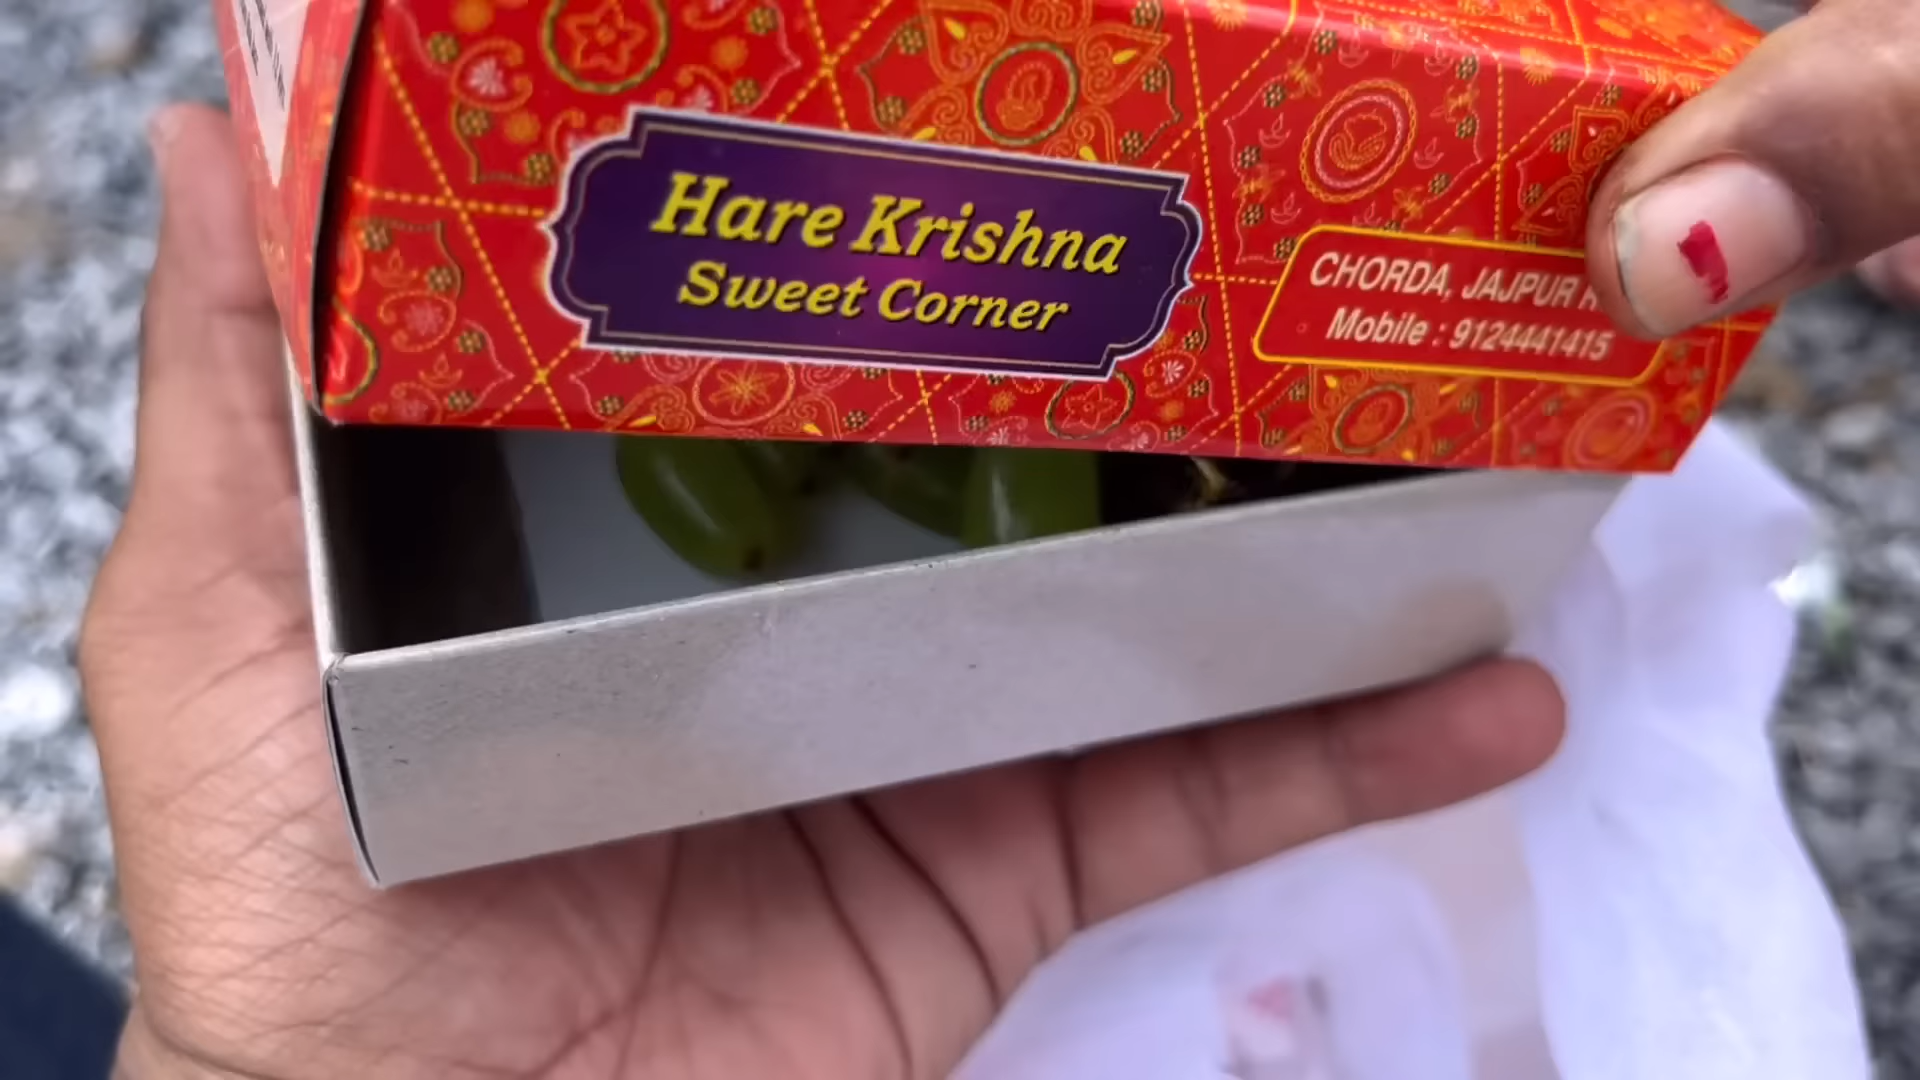 Hare Krishna
Sweet Corner
CHORDA, JAJPUR
Mobile : 9124441415